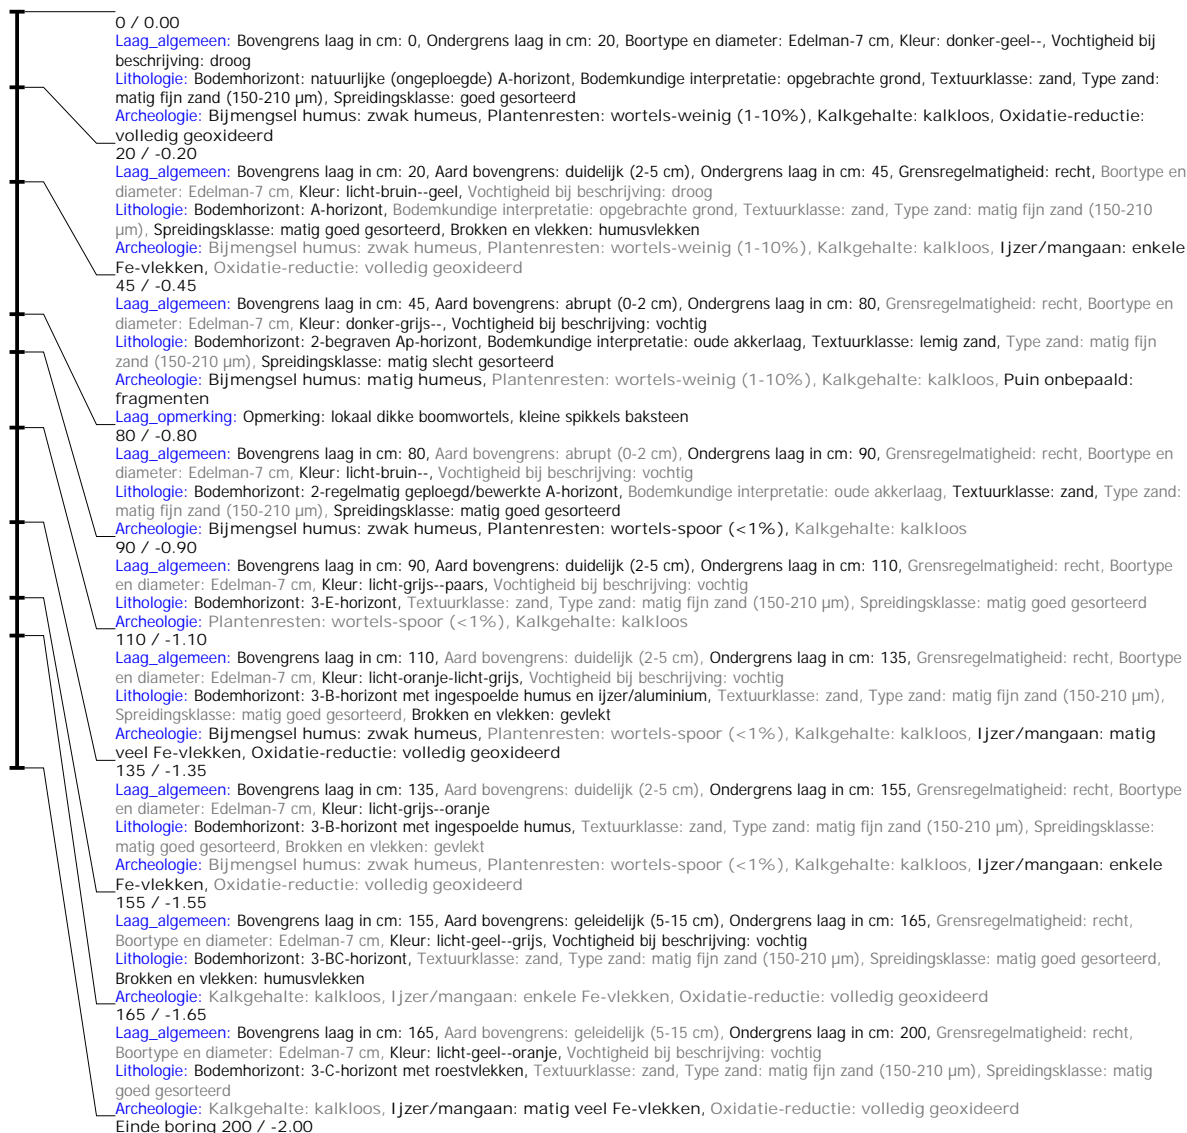 0 / 0.00
Laag_algemeen: Bovengrens laag in cm: 0, Ondergrens laag in cm: 20, Boortype en diameter: Edelman-7 cm, Kleur: donker-geel--, Vochtigheid bij
beschrijving: droog
Lithologie: Bodemhorizont: natuurlijke (ongeploegde) A-horizont, Bodemkundige interpretatie: opgebrachte grond, Textuurklasse: zand, Type zand:
matig fijn zand (150-210 µm), Spreidingsklasse: goed gesorteerd
Archeologie: Bijmengsel humus: zwak humeus, Plantenresten: wortels-weinig (1-10%), Kalkgehalte: kalkloos, Oxidatie-reductie:
volledig geoxideerd
20 / -0.20
Laag_algemeen: Bovengrens laag in cm: 20, Aard bovengrens: duidelijk (2-5 cm), Ondergrens laag in cm: 45, Grensregelmatigheid: recht, Boortype en
diameter: Edelman-7 cm, Kleur: licht-bruin--geel, Vochtigheid bij beschrijving: droog
Lithologie: Bodemhorizont: A-horizont, Bodemkundige interpretatie: opgebrachte grond, Textuurklasse: zand, Type zand: matig fijn zand (150-210
µm), Spreidingsklasse: matig goed gesorteerd, Brokken en vlekken: humusvlekken
Archeologie: Bijmengsel humus: zwak humeus, Plantenresten: wortels-weinig (1-10%), Kalkgehalte: kalkloos, Ijzer/mangaan: enkele
Fe-vlekken, Oxidatie-reductie: volledig geoxideerd
45 / -0.45
Laag_algemeen: Bovengrens laag in cm: 45, Aard bovengrens: abrupt (0-2 cm), Ondergrens laag in cm: 80, Grensregelmatigheid: recht, Boortype en
diameter: Edelman-7 cm, Kleur: donker-grijs--, Vochtigheid bij beschrijving: vochtig
Lithologie: Bodemhorizont: 2-begraven Ap-horizont, Bodemkundige interpretatie: oude akkerlaag, Textuurklasse: lemig zand, Type zand: matig fijn
zand (150-210 µm), Spreidingsklasse: matig slecht gesorteerd
Archeologie: Bijmengsel humus: matig humeus, Plantenresten: wortels-weinig (1-10%), Kalkgehalte: kalkloos, Puin onbepaald:
fragmenten
Laag_opmerking: Opmerking: lokaal dikke boomwortels, kleine spikkels baksteen
80 / -0.80
Laag_algemeen: Bovengrens laag in cm: 80, Aard bovengrens: abrupt (0-2 cm), Ondergrens laag in cm: 90, Grensregelmatigheid: recht, Boortype en
diameter: Edelman-7 cm, Kleur: licht-bruin--, Vochtigheid bij beschrijving: vochtig
Lithologie: Bodemhorizont: 2-regelmatig geploegd/bewerkte A-horizont, Bodemkundige interpretatie: oude akkerlaag, Textuurklasse: zand, Type zand:
matig fijn zand (150-210 µm), Spreidingsklasse: matig goed gesorteerd
Archeologie: Bijmengsel humus: zwak humeus, Plantenresten: wortels-spoor (<1%), Kalkgehalte: kalkloos
90 / -0.90
Laag_algemeen: Bovengrens laag in cm: 90, Aard bovengrens: duidelijk (2-5 cm), Ondergrens laag in cm: 110, Grensregelmatigheid: recht, Boortype
en diameter: Edelman-7 cm, Kleur: licht-grijs--paars, Vochtigheid bij beschrijving: vochtig
Lithologie: Bodemhorizont: 3-E-horizont, Textuurklasse: zand, Type zand: matig fijn zand (150-210 µm), Spreidingsklasse: matig goed gesorteerd
Archeologie: Plantenresten: wortels-spoor (<1%), Kalkgehalte: kalkloos
110 / -1.10
Laag_algemeen: Bovengrens laag in cm: 110, Aard bovengrens: duidelijk (2-5 cm), Ondergrens laag in cm: 135, Grensregelmatigheid: recht, Boortype
en diameter: Edelman-7 cm, Kleur: licht-oranje-licht-grijs, Vochtigheid bij beschrijving: vochtig
Lithologie: Bodemhorizont: 3-B-horizont met ingespoelde humus en ijzer/aluminium, Textuurklasse: zand, Type zand: matig fijn zand (150-210 µm),
Spreidingsklasse: matig goed gesorteerd, Brokken en vlekken: gevlekt
Archeologie: Bijmengsel humus: zwak humeus, Plantenresten: wortels-spoor (<1%), Kalkgehalte: kalkloos, Ijzer/mangaan: matig
veel Fe-vlekken, Oxidatie-reductie: volledig geoxideerd
135 / -1.35
Laag_algemeen: Bovengrens laag in cm: 135, Aard bovengrens: duidelijk (2-5 cm), Ondergrens laag in cm: 155, Grensregelmatigheid: recht, Boortype
en diameter: Edelman-7 cm, Kleur: licht-grijs--oranje
Lithologie: Bodemhorizont: 3-B-horizont met ingespoelde humus, Textuurklasse: zand, Type zand: matig fijn zand (150-210 µm), Spreidingsklasse:
matig goed gesorteerd, Brokken en vlekken: gevlekt
Archeologie: Bijmengsel humus: zwak humeus, Plantenresten: wortels-spoor (<1%), Kalkgehalte: kalkloos, Ijzer/mangaan: enkele
Fe-vlekken, Oxidatie-reductie: volledig geoxideerd
155 / -1.55
Laag_algemeen: Bovengrens laag in cm: 155, Aard bovengrens: geleidelijk (5-15 cm), Ondergrens laag in cm: 165, Grensregelmatigheid: recht,
Boortype en diameter: Edelman-7 cm, Kleur: licht-geel--grijs, Vochtigheid bij beschrijving: vochtig
Lithologie: Bodemhorizont: 3-BC-horizont, Textuurklasse: zand, Type zand: matig fijn zand (150-210 µm), Spreidingsklasse: matig goed gesorteerd,
Brokken en vlekken: humusvlekken
Archeologie: Kalkgehalte: kalkloos, Ijzer/mangaan: enkele Fe-vlekken, Oxidatie-reductie: volledig geoxideerd
165 / -1.65
Laag_algemeen: Bovengrens laag in cm: 165, Aard bovengrens: geleidelijk (5-15 cm), Ondergrens laag in cm: 200, Grensregelmatigheid: recht,
Boortype en diameter: Edelman-7 cm, Kleur: licht-geel--oranje, Vochtigheid bij beschrijving: vochtig
Lithologie: Bodemhorizont: 3-C-horizont met roestvlekken, Textuurklasse: zand, Type zand: matig fijn zand (150-210 µm), Spreidingsklasse: matig
goed gesorteerd
Archeologie: Kalkgehalte: kalkloos, Ijzer/mangaan: matig veel Fe-vlekken, Oxidatie-reductie: volledig geoxideerd
Einde boring 200 / -2.00